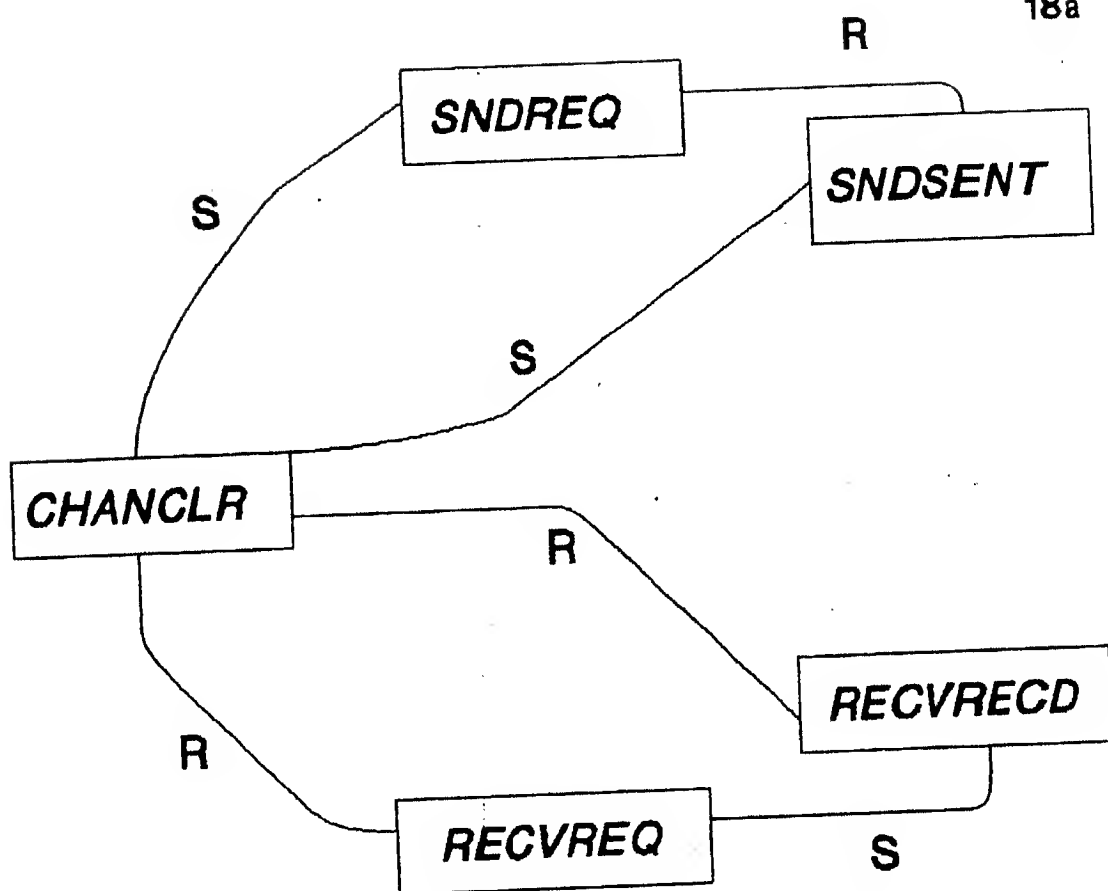 18a
R
SNDREQ
SNDSENT
S
S
CHANCLR
R
RECVRECD
R
RECVREQ
S